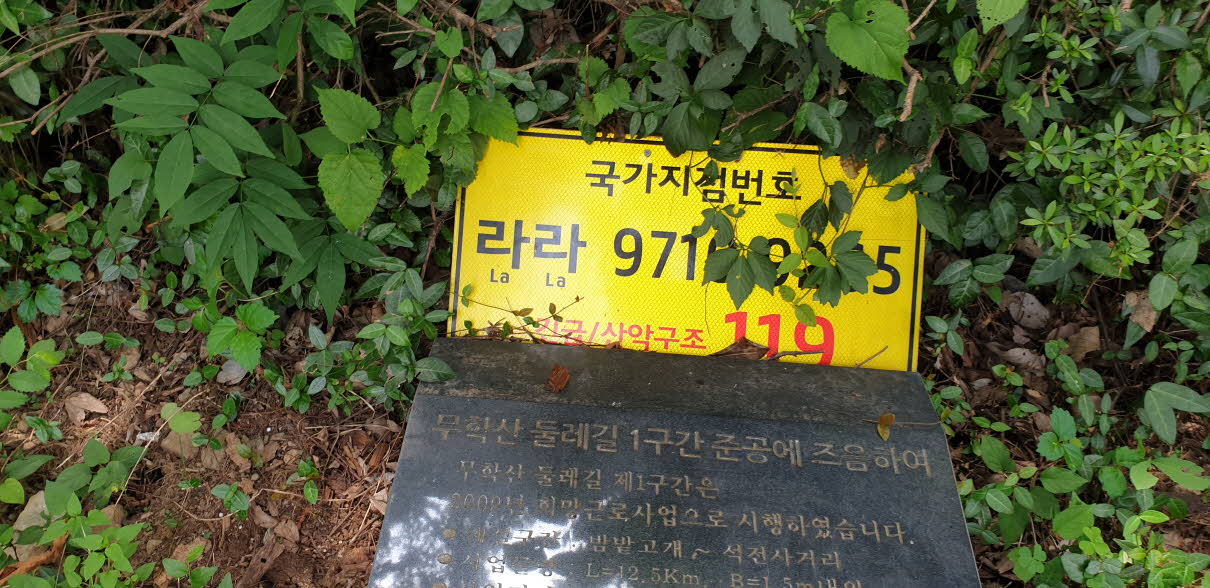 국가지점번호
라라
La La
긴급/산악구조 119
무학산 둘레길 1구간 준공에 즈음하여
무학산 둘레길 제1구간은
희망근로사업으로 시행하였습니다.
밤밭고개 ~ 석전사거리
L=12.5Km, B=1.5m내외